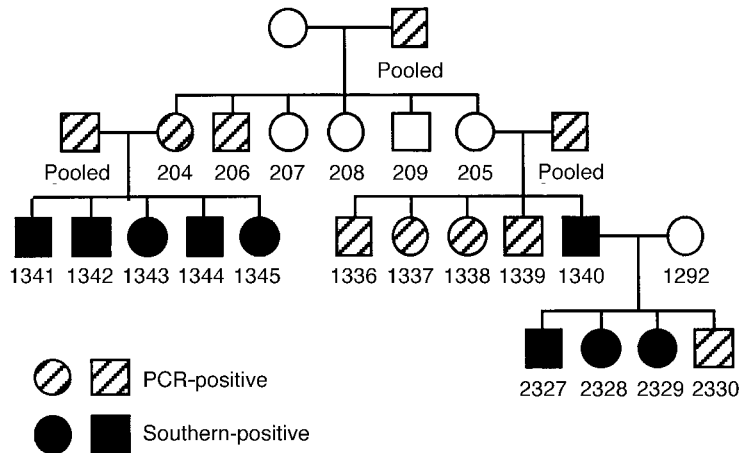 Pooled
Pooled 204 206 207 208 209 205 Pooled
1341 1342 1343 1344 1345 1336 1337 1338 1339 1340 1292
PCR-positive
2327 2328 2329 2330
Southern-positive